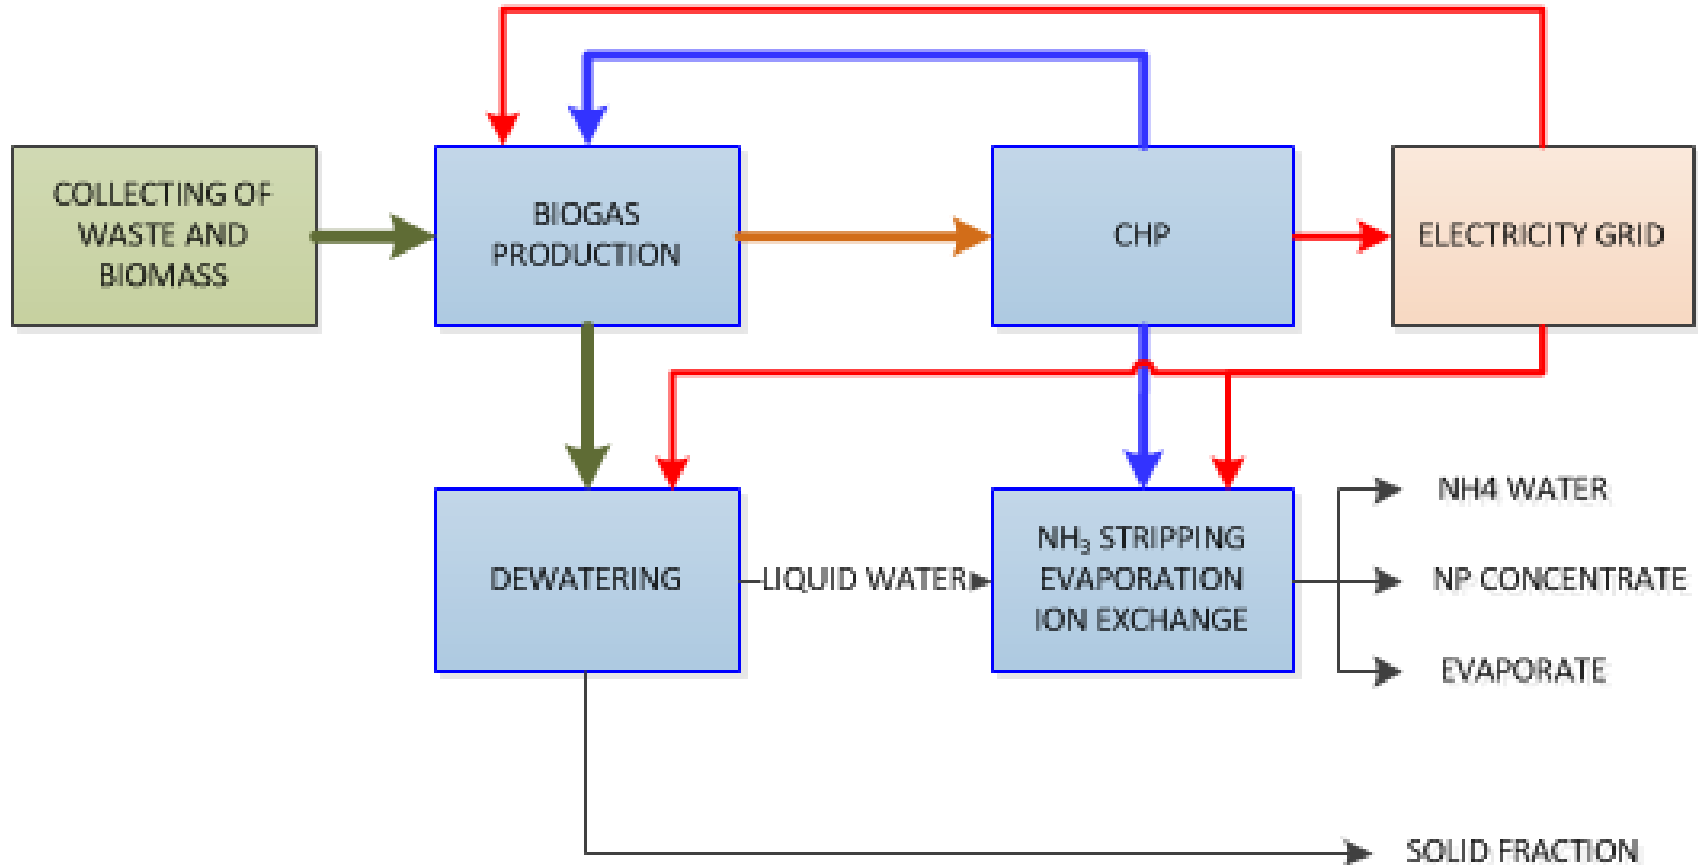 COLLECTING OF
WASTE AND
BIOMASS
BIOGAS
PRODUCTION
CHP
ELECTRICITY GRID
DEWATERING
LIQUID WATER
NH₃ STRIPPING
EVAPORATION
ION EXCHANGE
NH4 WATER
NP CONCENTRATE
EVAPORATE
SOLID FRACTION